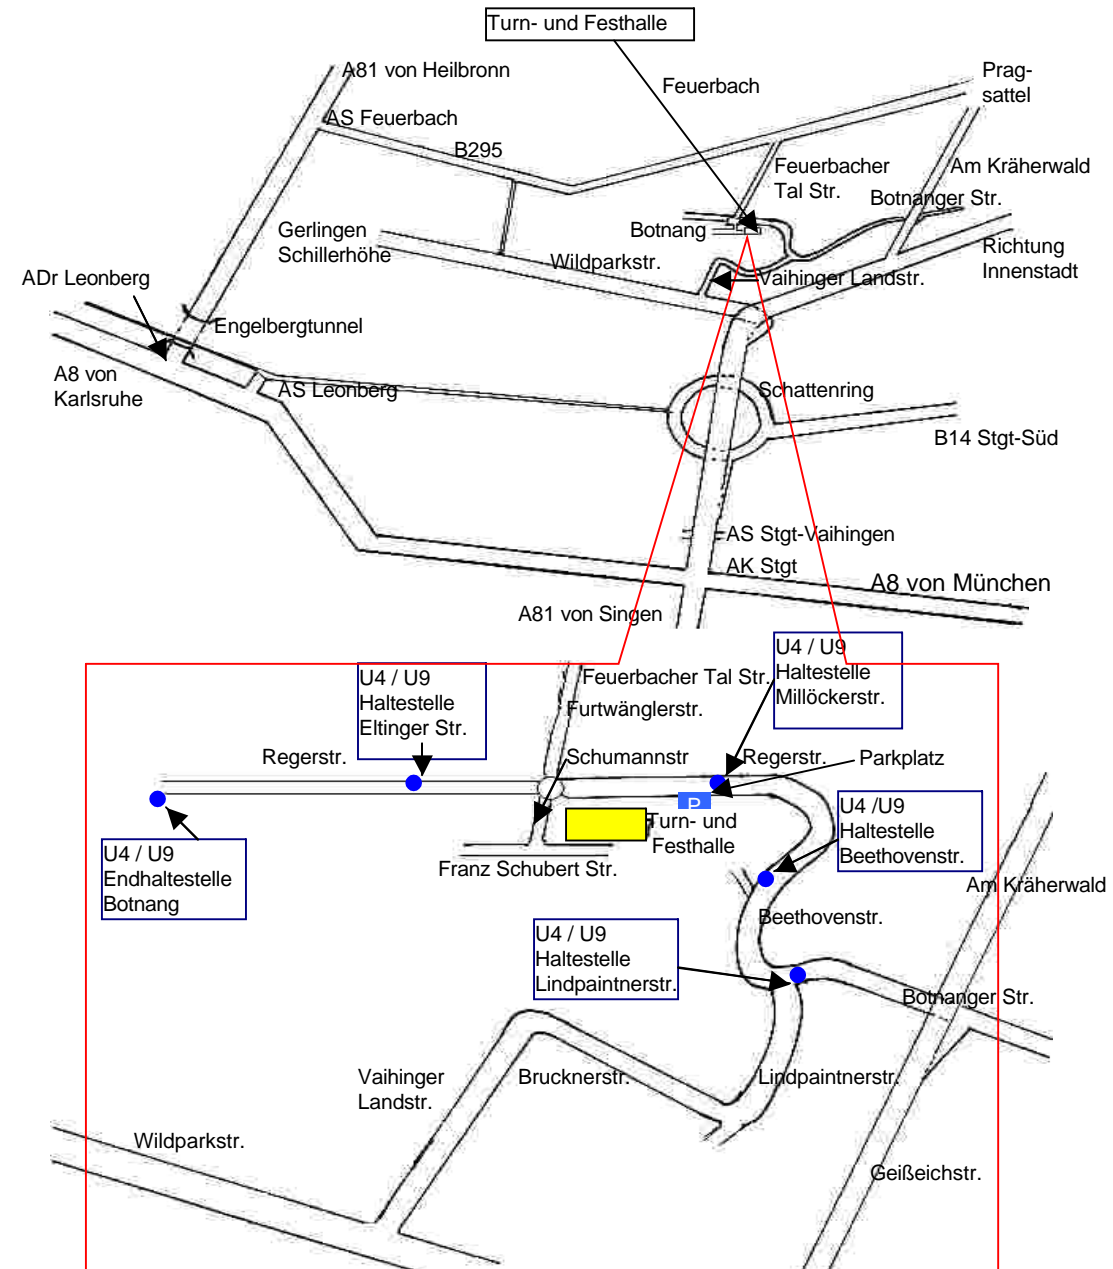 Turn- und Festhalle
A81 von Heilbronn
Prag-
sattel
Feuerbach
AS Feuerbach
B295
Feuerbacher
Tal Str.
Am Kräherwald
Botnanger Str.
Gerlingen
Schillerhöhe
Botnang
Richtung
Innenstadt
Wildparkstr.
Vaihinger Landstr.
ADr Leonberg
Engelbergtunnel
A8 von
Karlsruhe
AS Leonberg
Schattenring
B14 Stgt-Süd
AS Stgt-Vaihingen
AK Stgt
A8 von München
A81 von Singen
U4 / U9
Haltestelle
Eltinger Str.
Feuerbacher Tal Str.
Furtwänglerstr.
U4 / U9
Haltestelle
Millöckerstr.
Regerstr.
Schumannstr
Regerstr.
Parkplatz
P
Turn- und
Festhalle
U4 /U9
Haltestelle
Beethovenstr.
U4 / U9
Endhaltestelle
Botnang
Franz Schubert Str.
Am Kräherwald
Beethovenstr.
U4 / U9
Haltestelle
Lindpaintnerstr.
Botnanger Str.
Vaihinger
Landstr.
Brucknerstr.
Lindpaintnerstr.
Wildparkstr.
Geißeichstr.